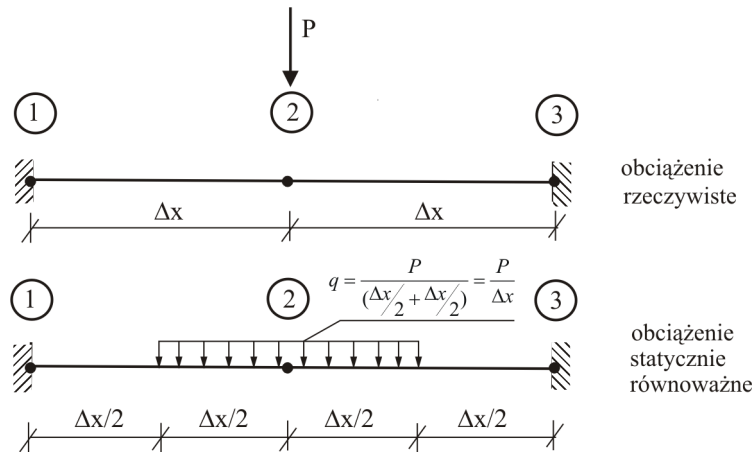 P
1
2
3
obciążenie
rzeczywiste
Δx
Δx
q = P/(Δx/2 + Δx/2) = P/Δx
1
2
3
obciążenie
statycznie
równoważne
Δx/2
Δx/2
Δx/2
Δx/2